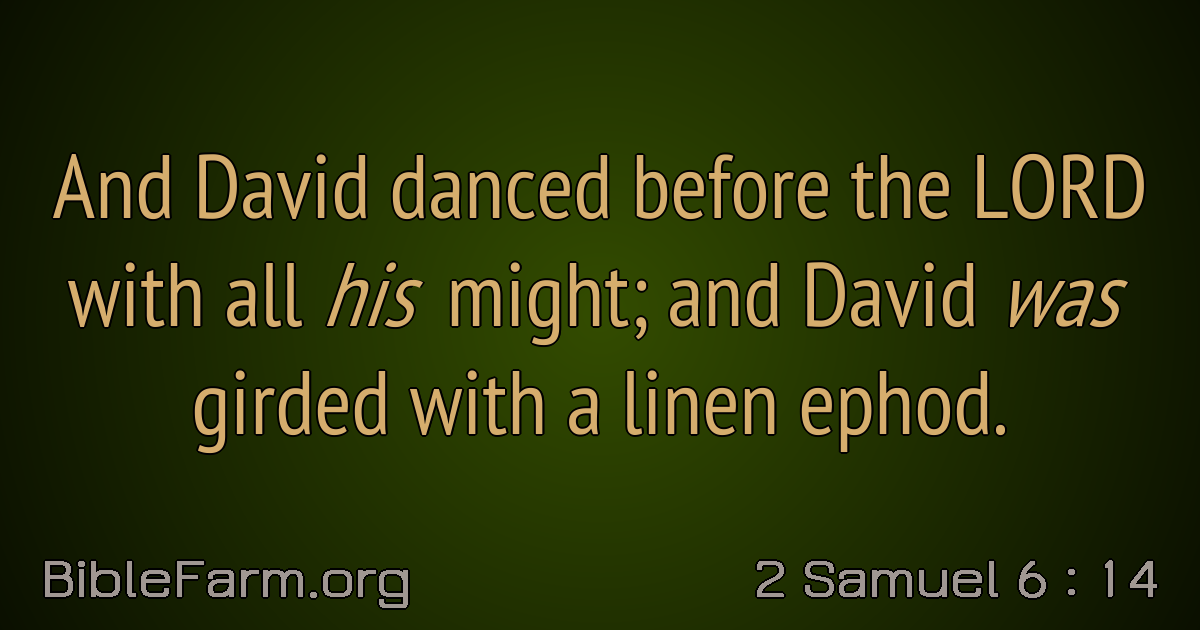 And David danced before the LORD
with all his might; and David was
girded with a linen ephod.
BibleFarm.org
2 Samuel 6 : 14